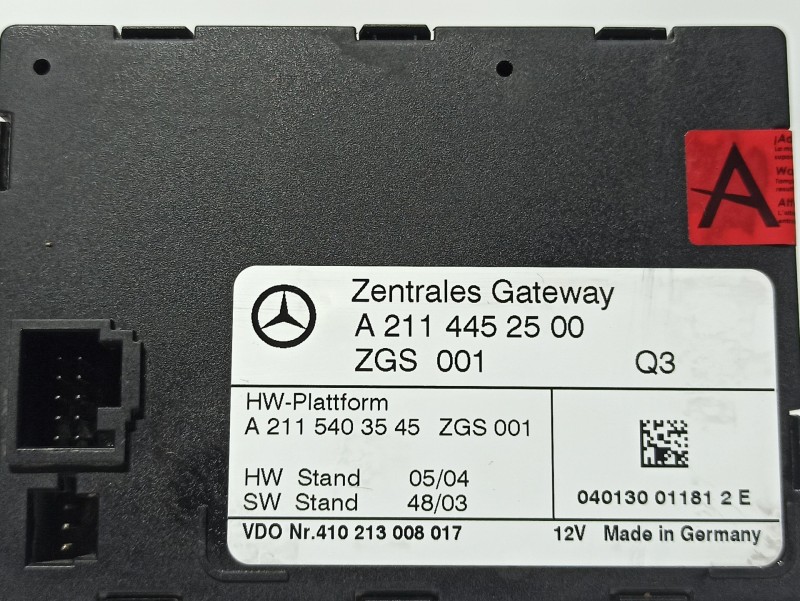 A
Zentrales Gateway
A 211 445 25 00
ZGS 001 Q3
HW-Plattform
A 211 540 35 45 ZGS 001
HW Stand 05/04
SW Stand 48/03
040130 01181 2 E
VDO Nr.410 213 008 017 12V Made in Germany